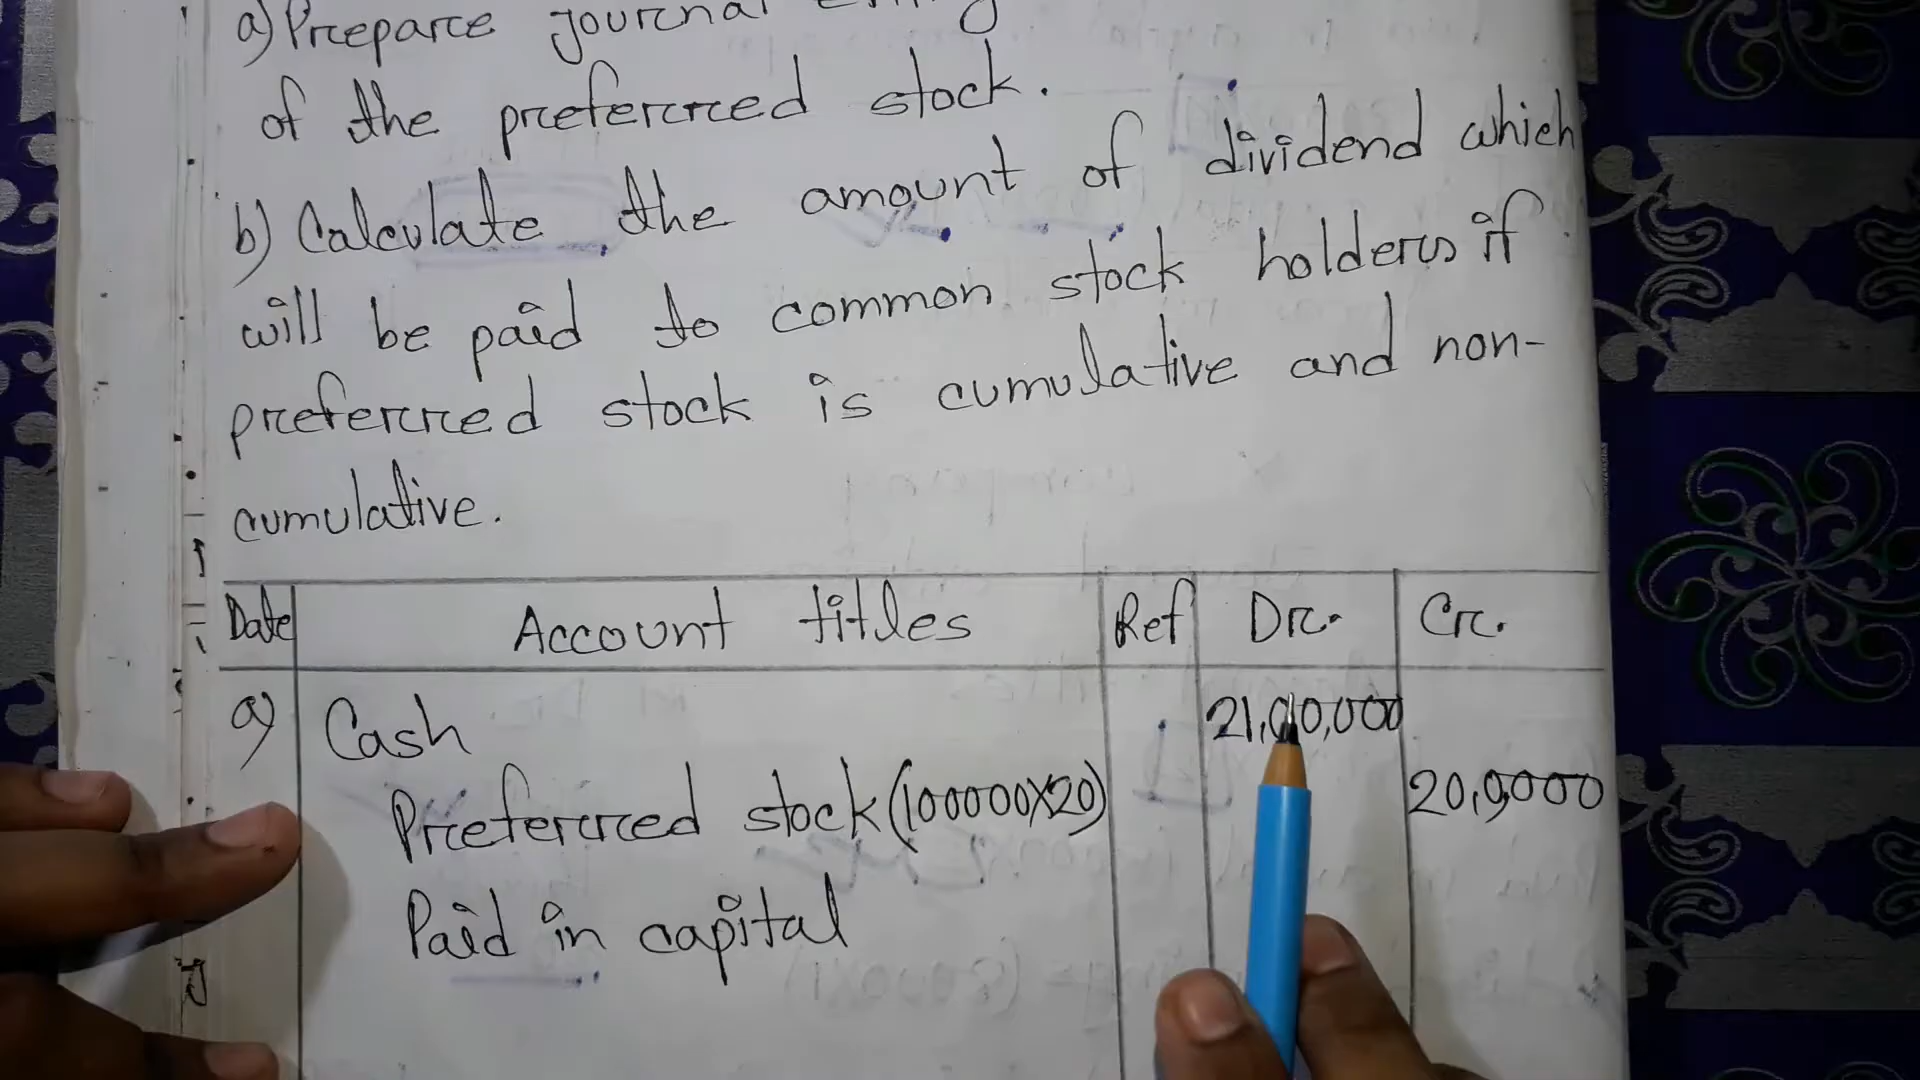 a) Prepare journal
of the preferred stock.
b) Calculate the amount of dividend which
will be paid to common stock holders if
preferred stock is cumulative and non-
cumulative.
Date Account titles Ref Dr. Cr.
a) Cash 21,00,000
Preferred stock (100000X20) 20,0,000
Paid in capital